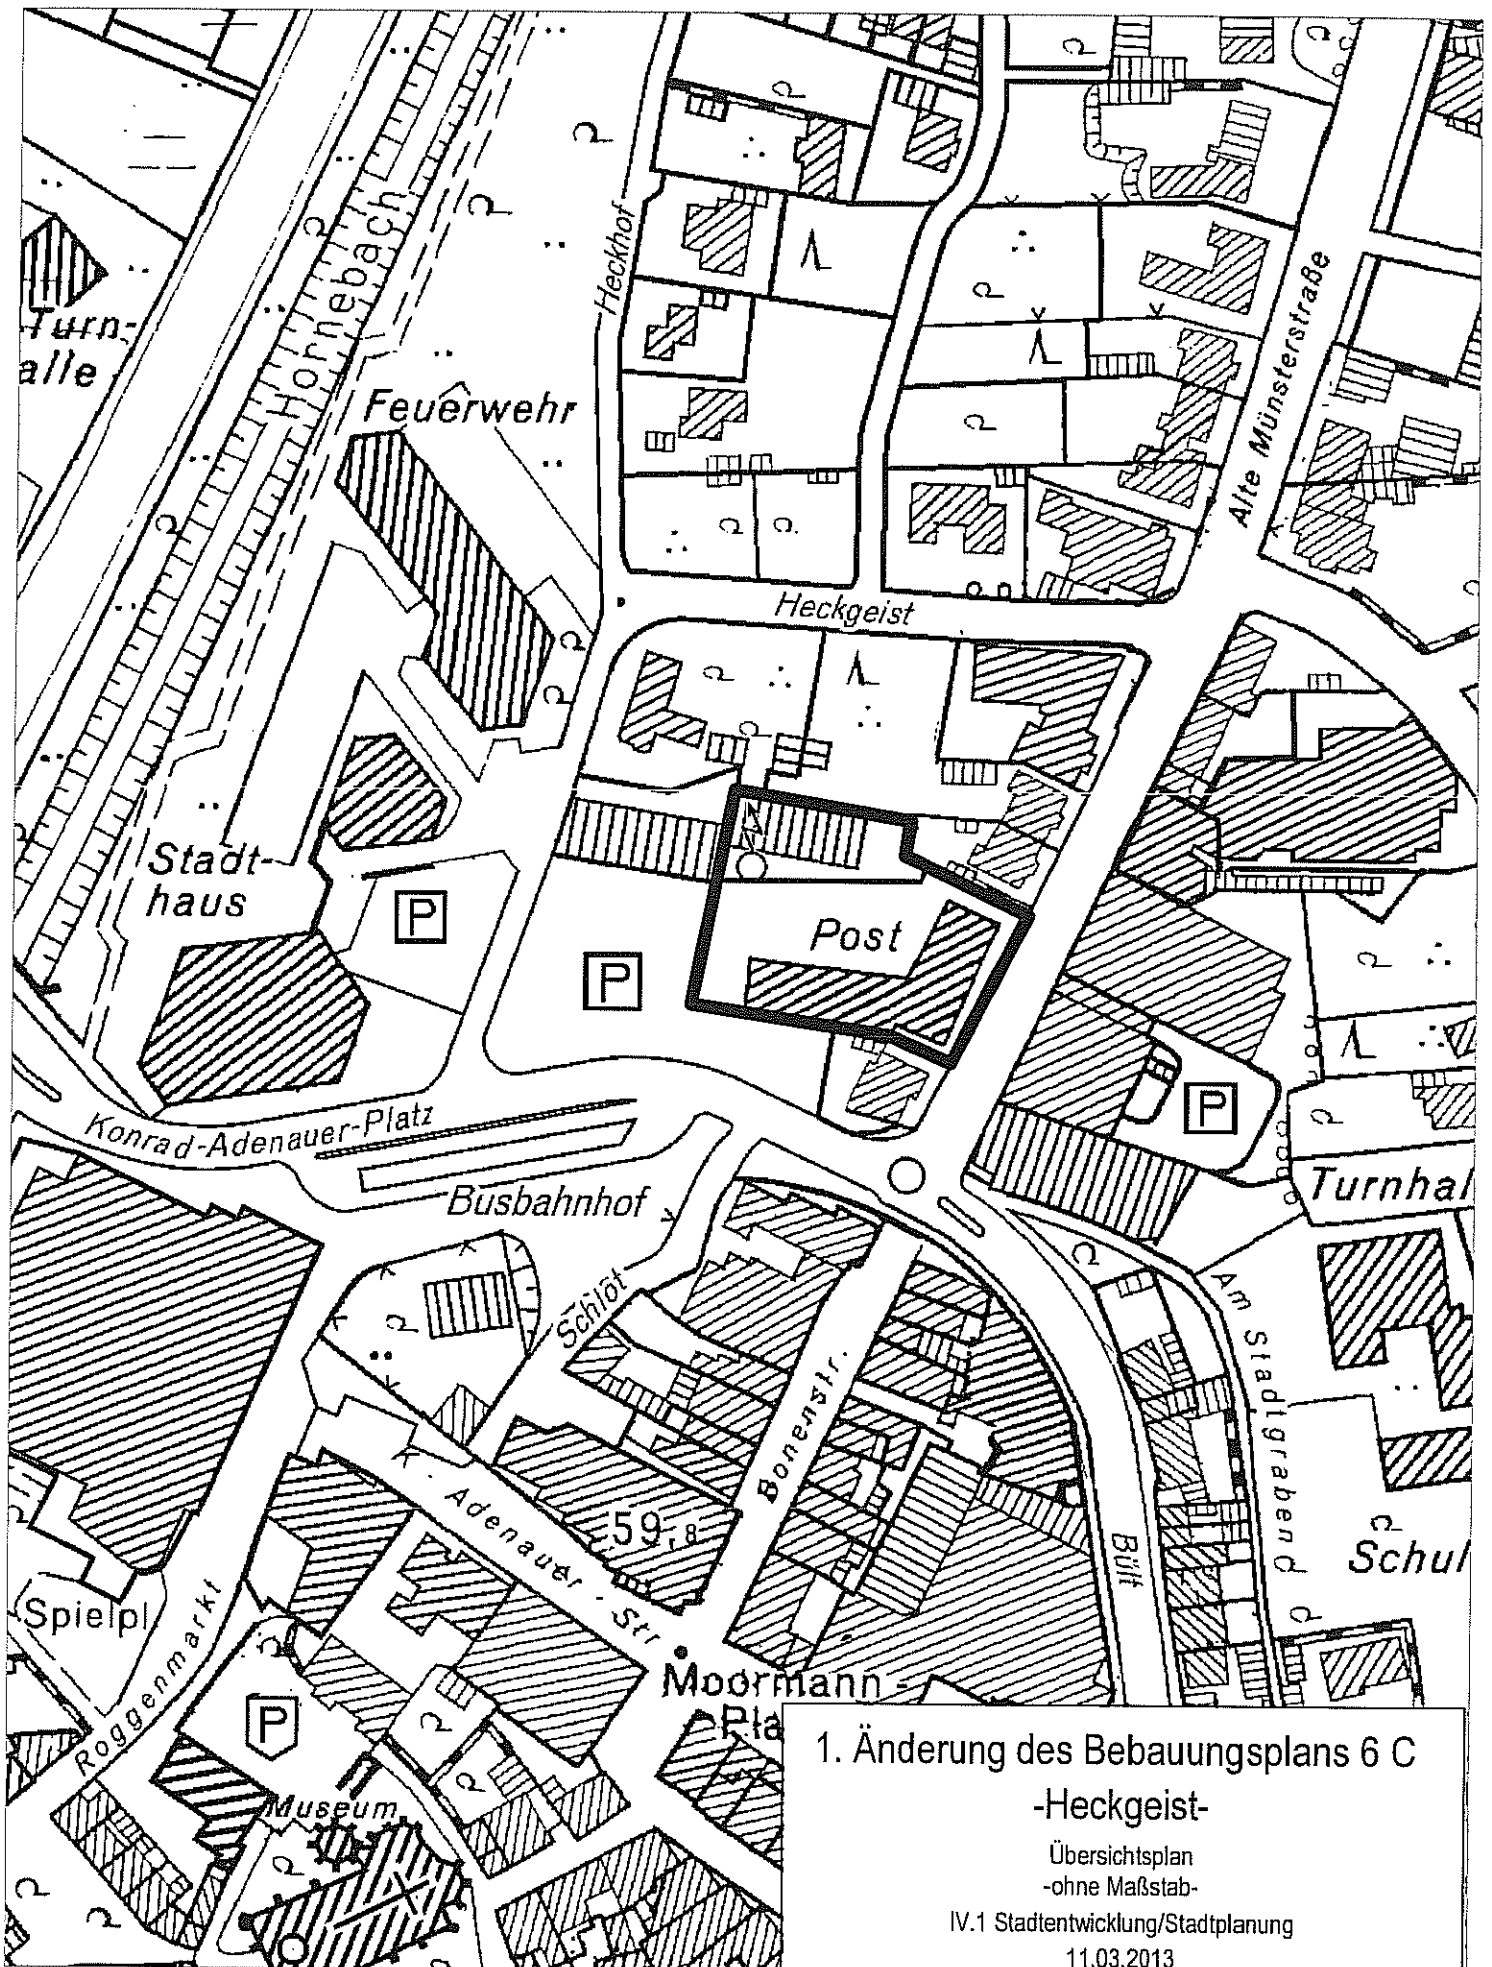 Hornebach
Heckhof
Turn-
alle
Feuerwehr
Alte Münsterstraße
Heckgeist
Stadt-
haus
P
P
Post
P
Konrad-Adenauer-Platz
Busbahnhof
Turnhal
Schlöt
Am Stadtgraben
Bonenstr.
K.-Adenauer-Str
59,8
Bült
Schul
Spielpl
Roggenmarkt
Moormann-
Pla
P
Museum
1. Änderung des Bebauungsplans 6 C
-Heckgeist-
Übersichtsplan
-ohne Maßstab-
IV.1 Stadtentwicklung/Stadtplanung
11.03.2013